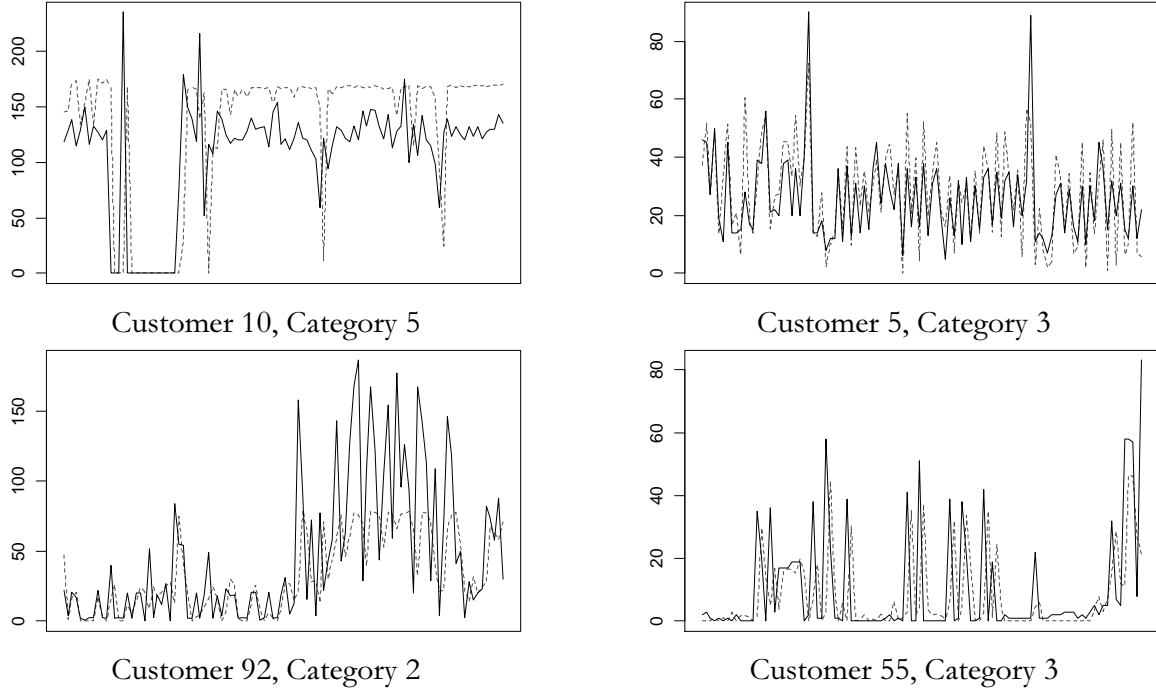 0 50 100 150 200
0 20 40 60 80
Customer 10, Category 5
Customer 5, Category 3
0 50 100 150
0 20 40 60 80
Customer 92, Category 2
Customer 55, Category 3